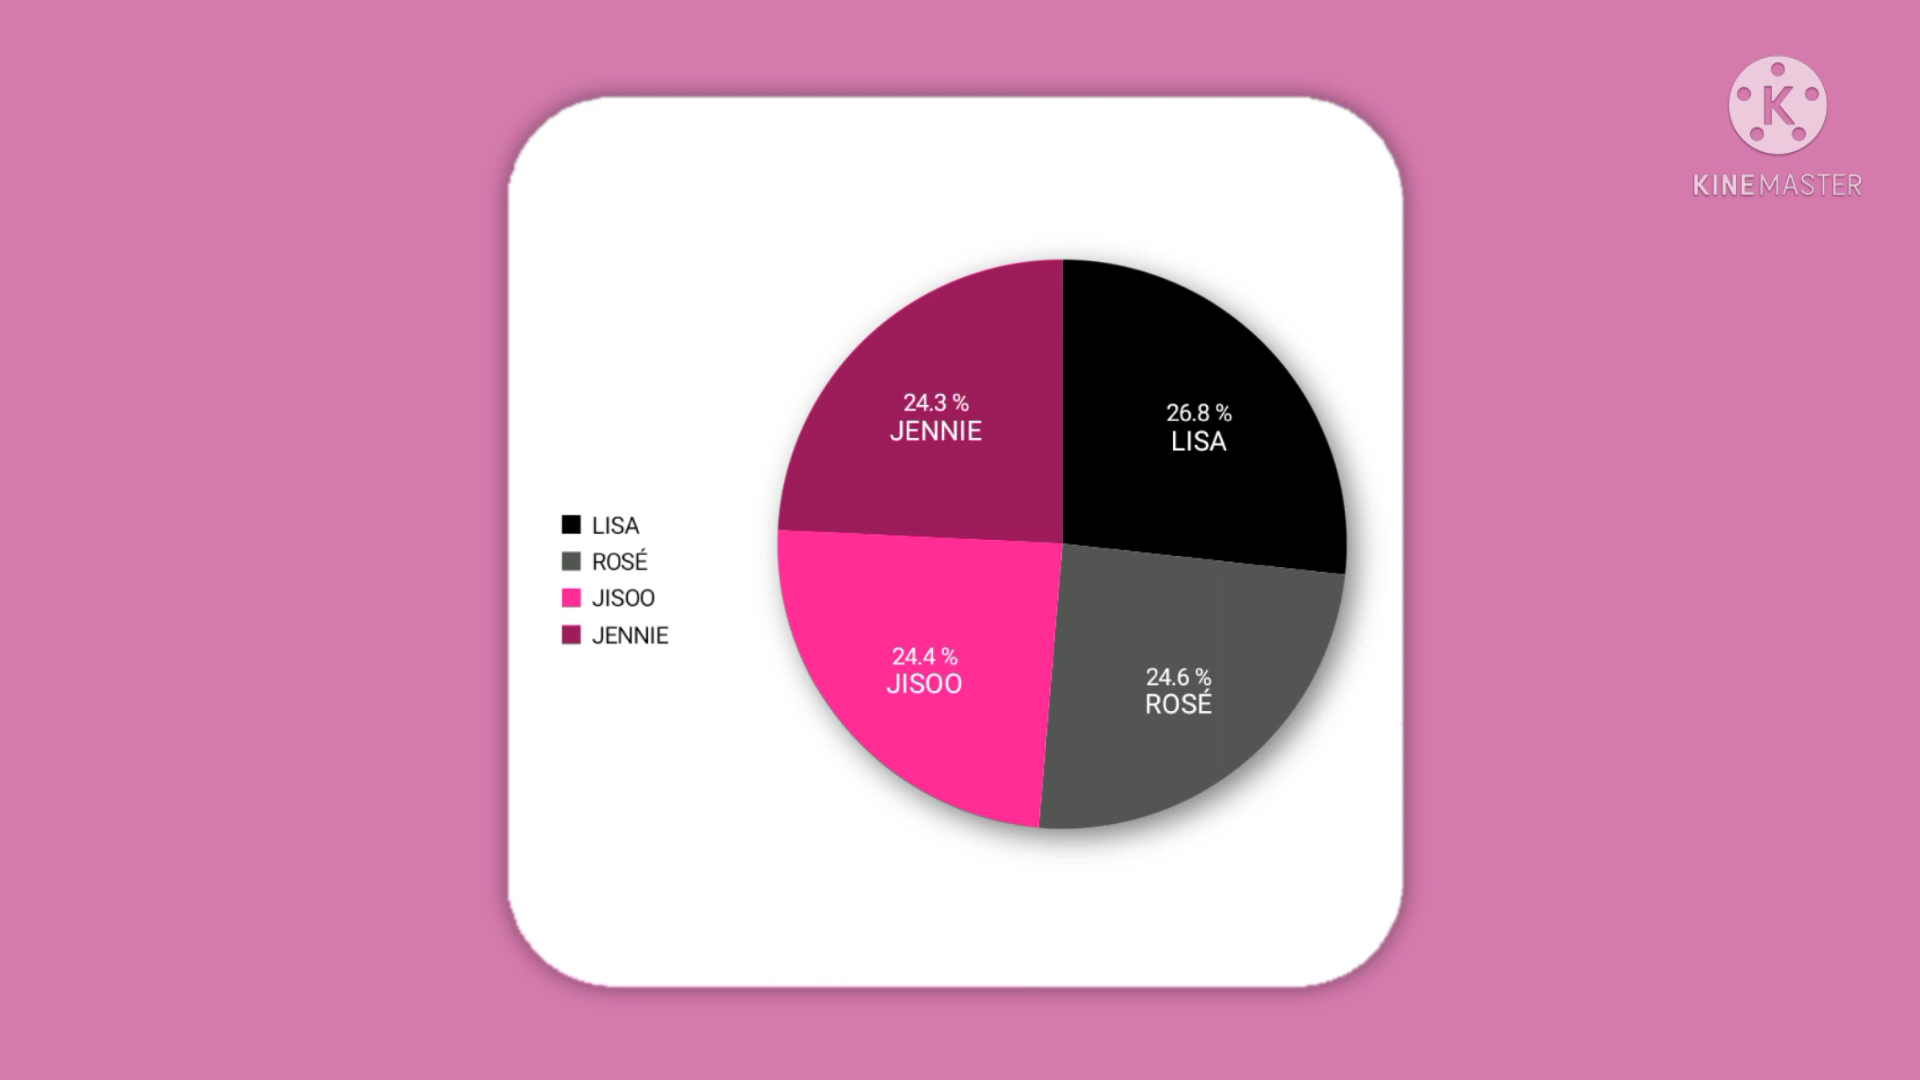 KINEMASTER
24.3 %
JENNIE
26.8 %
LISA
LISA
ROSÉ
JISOO
JENNIE
24.4 %
JISOO
24.6 %
ROSÉ